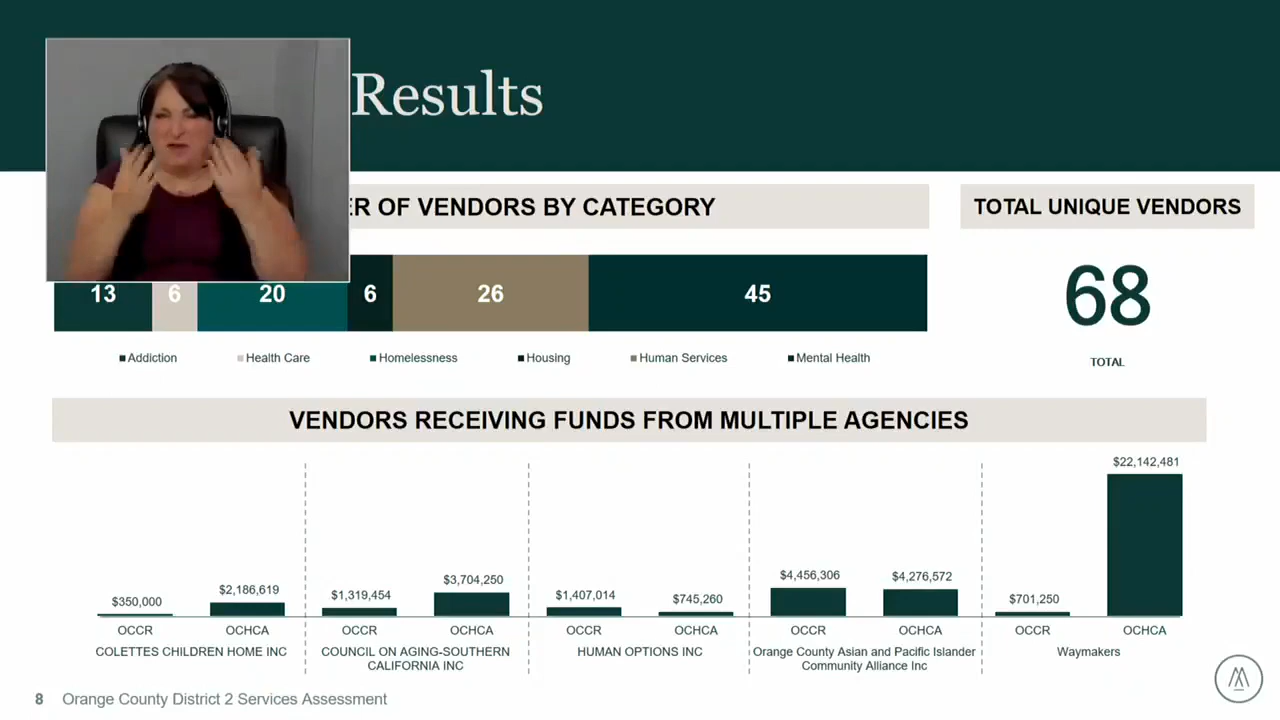 Results
ER OF VENDORS BY CATEGORY
TOTAL UNIQUE VENDORS
13 6 20 6 26 45
68
Addiction Health Care Homelessness Housing Human Services Mental Health
TOTAL
VENDORS RECEIVING FUNDS FROM MULTIPLE AGENCIES
$350,000 $2,186,619 $1,319,454 $3,704,250 $1,407,014 $745,260 $4,456,306 $4,276,572 $701,250 $22,142,481
OCCR OCHCA OCCR OCHCA OCCR OCHCA OCCR OCHCA OCCR OCHCA
COLETTES CHILDREN HOME INC
COUNCIL ON AGING-SOUTHERN
CALIFORNIA INC
HUMAN OPTIONS INC
Orange County Asian and Pacific Islander
Community Alliance Inc
Waymakers
8 Orange County District 2 Services Assessment